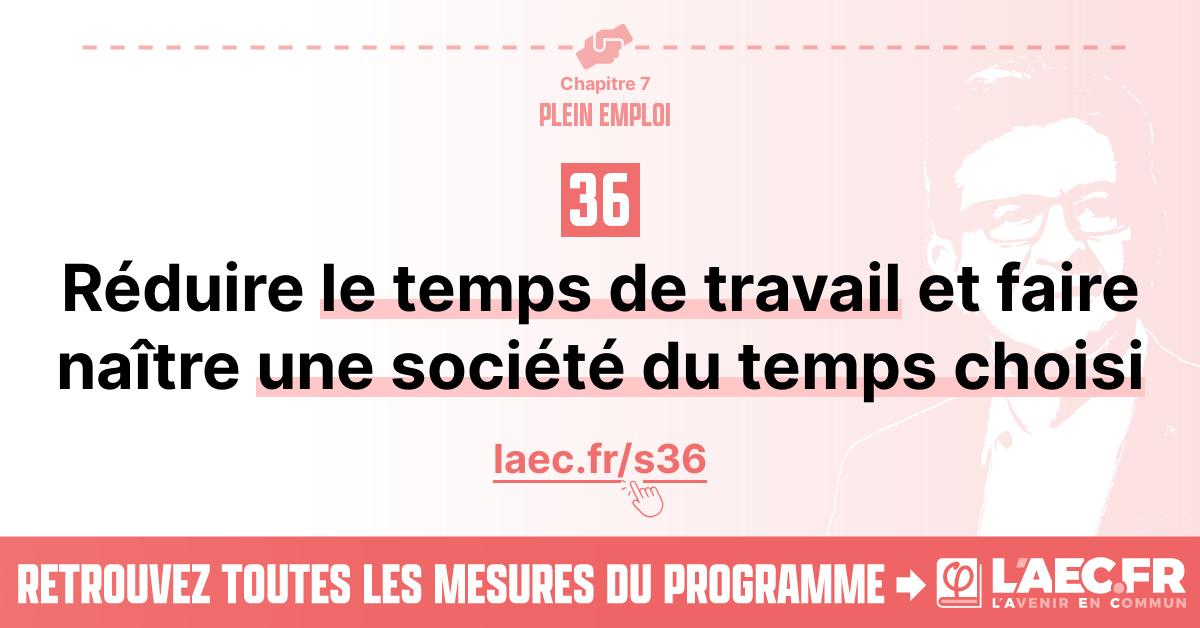 Chapitre 7
PLEIN EMPLOI
36
Réduire le temps de travail et faire
naître une société du temps choisi
laec.fr/s36
RETROUVEZ TOUTES LES MESURES DU PROGRAMME
φ L'AEC.FR
L'AVENIR EN COMMUN